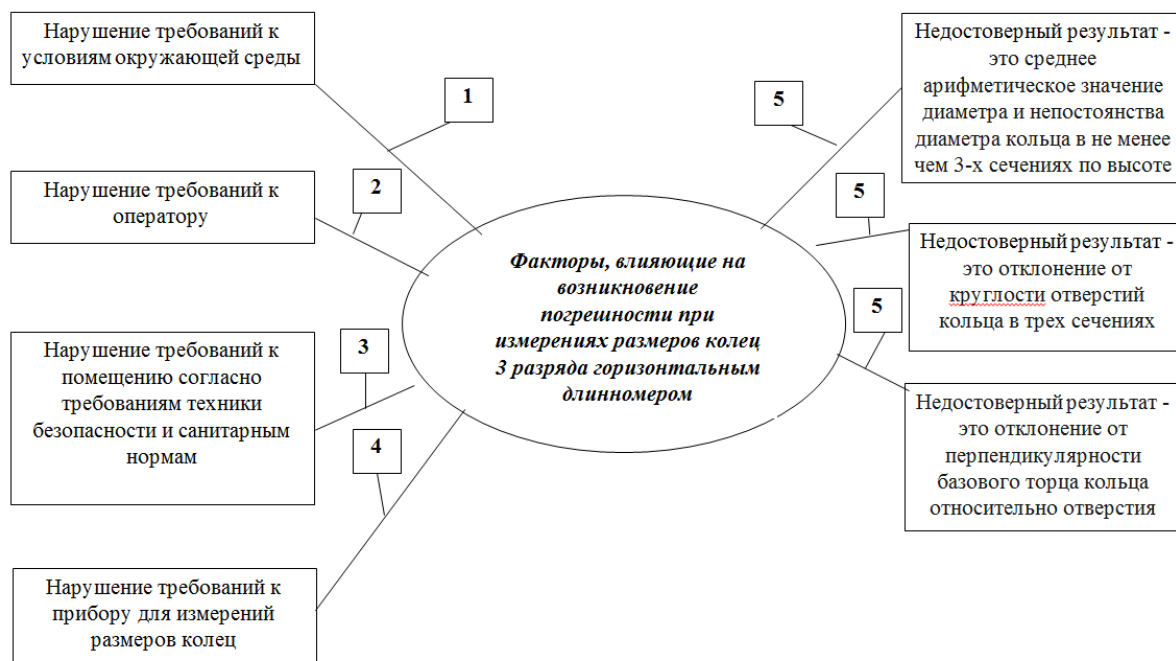 Нарушение требований к
условиям окружающей среды
1
Нарушение требований к
оператору
2
Нарушение требований к
помещению согласно
требованиям техники
безопасности и санитарным
нормам
3
4
Нарушение требований к
прибору для измерений
размеров колец
Факторы, влияющие на
возникновение
погрешности при
измерениях размеров колец
3 разряда горизонтальным
длинномером
5
Недостоверный результат -
это среднее
арифметическое значение
диаметра и непостоянства
диаметра кольца в не менее
чем 3-х сечениях по высоте
5
Недостоверный результат -
это отклонение от
круглости отверстий
кольца в трех сечениях
5
Недостоверный результат -
это отклонение от
перпендикулярности
базового торца кольца
относительно отверстия